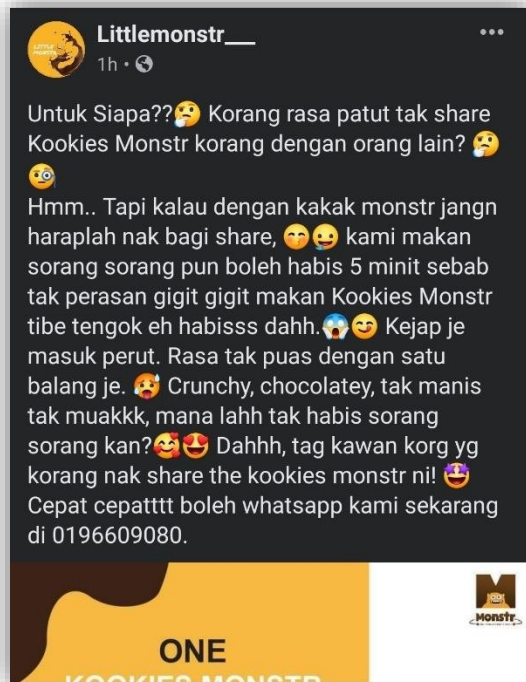 Littlemonstr___
1h
Untuk Siapa??🤔 Korang rasa patut tak share
Kookies Monstr korang dengan orang lain? 🤔
🧐
Hmm.. Tapi kalau dengan kakak monstr jangn
haraplah nak bagi share, 😁😜 kami makan
sorang sorang pun boleh habis 5 minit sebab
tak perasan gigit gigit makan Kookies Monstr
tibe tengok eh habisss dahh.😱😋 Kejap je
masuk perut. Rasa tak puas dengan satu
balang je. 🥵 Crunchy, chocolatey, tak manis
tak muakkk, mana lahh tak habis sorang
sorang kan?🥰😍 Dahhh, tag kawan korg yg
korang nak share the kookies monstr ni! 🤩
Cepat cepatttt boleh whatsapp kami sekarang
di 0196609080.
Monstr
ONE
KOOKIES MONSTR